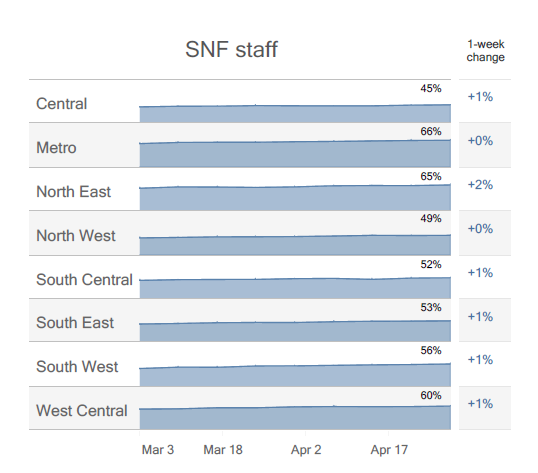 SNF staff
1-week
change
Central 45% +1%
Metro 66% +0%
North East 65% +2%
North West 49% +0%
South Central 52% +1%
South East 53% +1%
South West 56% +1%
West Central 60% +1%
Mar 3 Mar 18 Apr 2 Apr 17